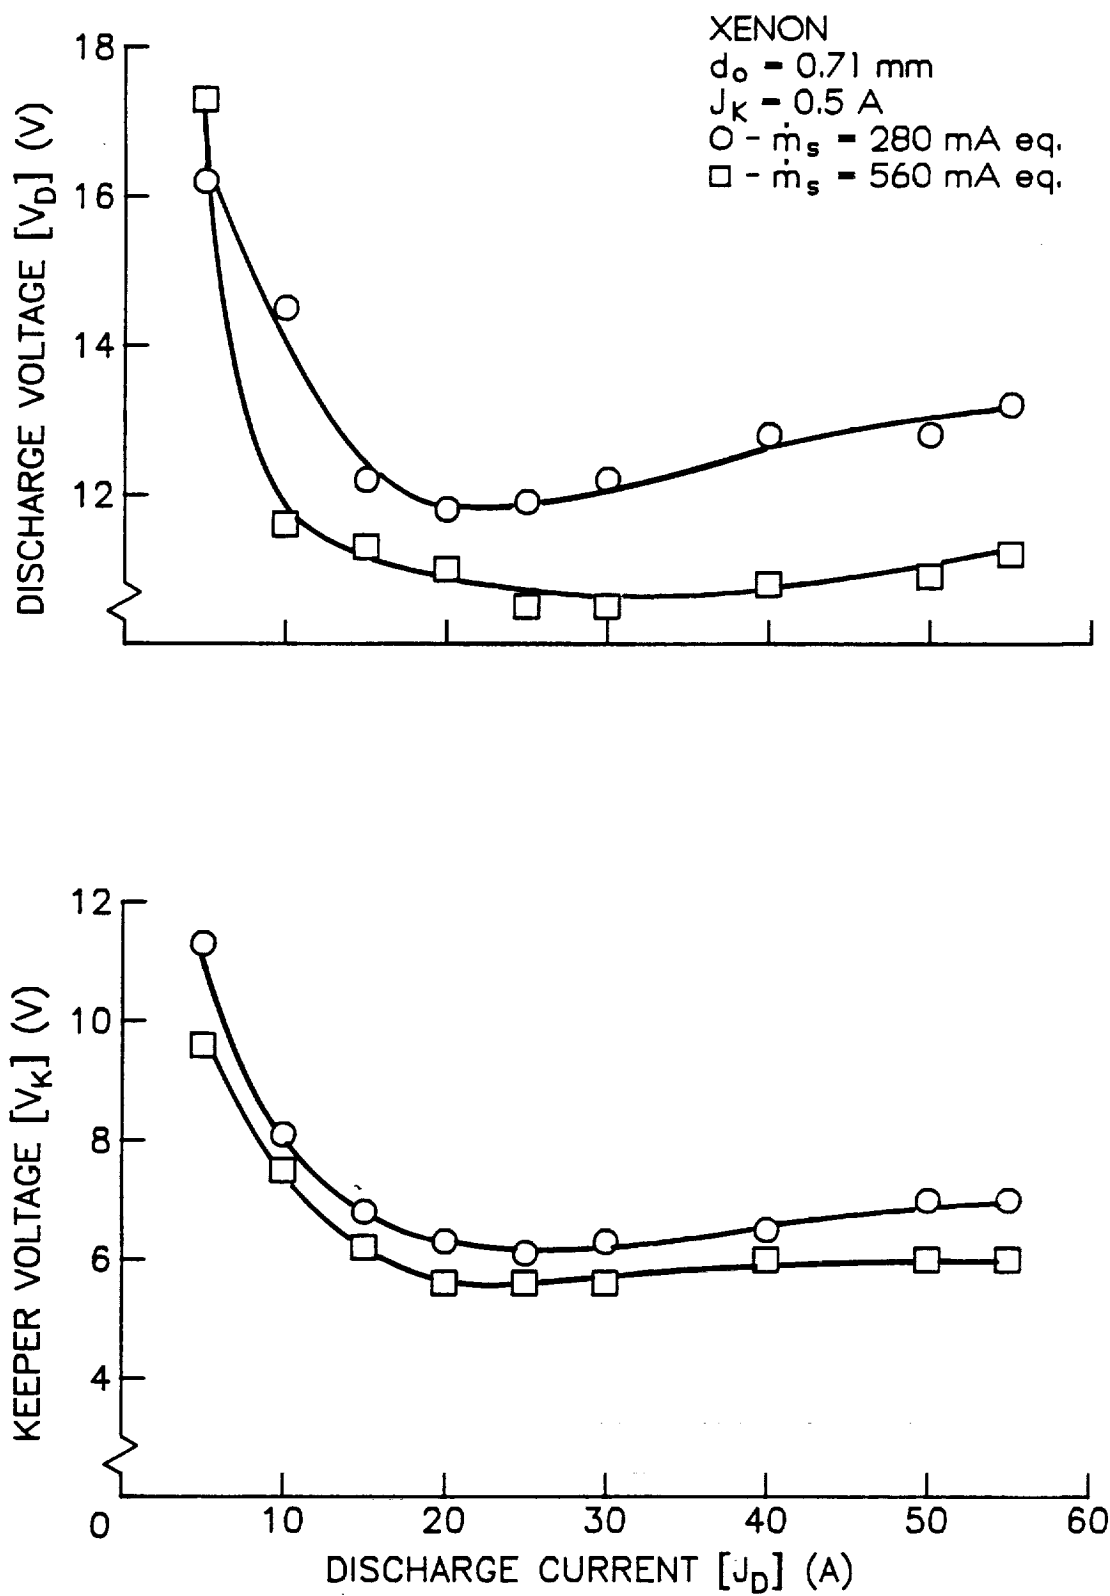 XENON
d₀ = 0.71 mm
J_K = 0.5 A
○ - ṁ_s = 280 mA eq.
□ - ṁ_s = 560 mA eq.
DISCHARGE VOLTAGE [V_D] (V)
18
16
14
12
KEEPER VOLTAGE [V_K] (V)
12
10
8
6
4
0 10 20 30 40 50 60
DISCHARGE CURRENT [J_D] (A)